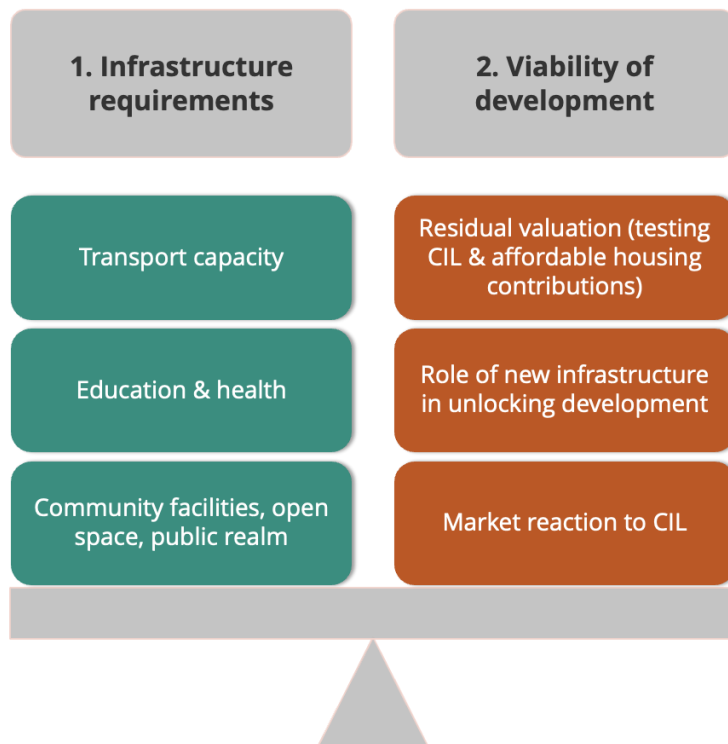 1. Infrastructure
requirements
2. Viability of
development
Transport capacity
Education & health
Community facilities, open
space, public realm
Residual valuation (testing
CIL & affordable housing
contributions)
Role of new infrastructure
in unlocking development
Market reaction to CIL